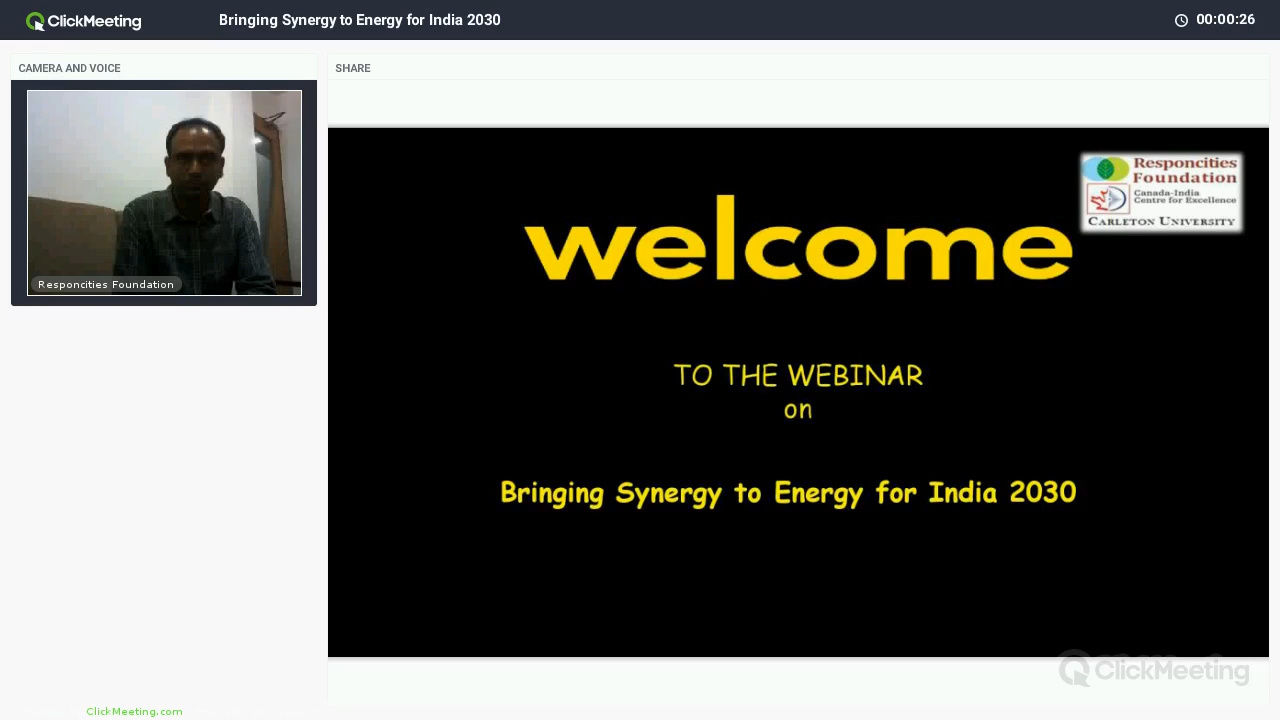 ClickMeeting
Bringing Synergy to Energy for India 2030
00:00:26
CAMERA AND VOICE
Responcities Foundation
SHARE
Responcities
Foundation
Canada-India
Centre for Excellence
CARLETON UNIVERSITY
welcome
TO THE WEBINAR
on
Bringing Synergy to Energy for India 2030
ClickMeeting
ClickMeeting.com